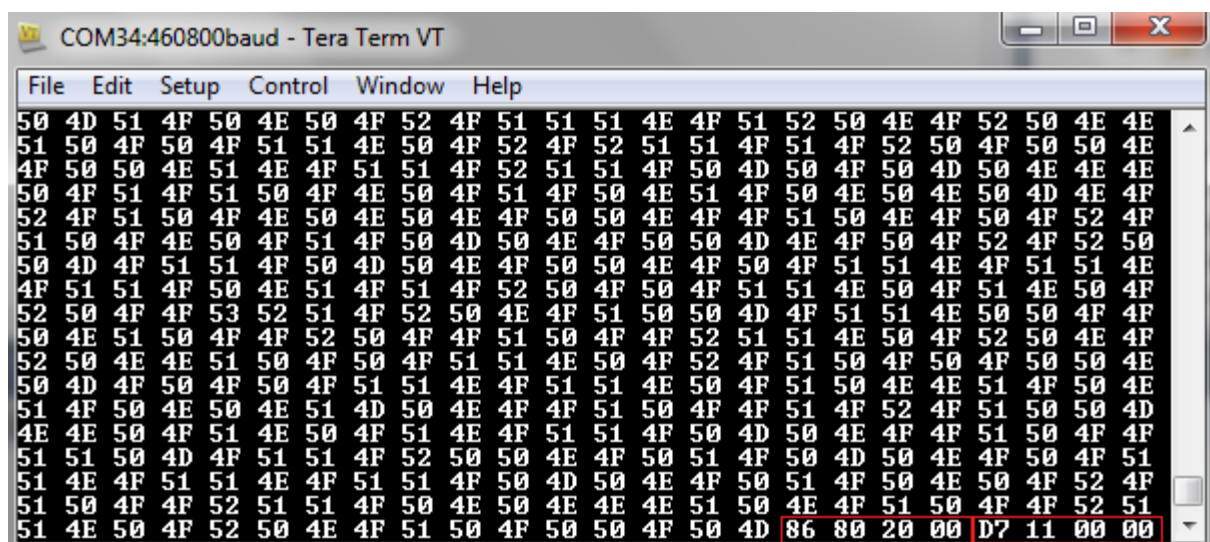 COM34:460800baud - Tera Term VT
File Edit Setup Control Window Help
50 4D 51 4F 50 4E 50 4F 52 4F 51 51 51 4E 4F 51 52 50 4E 4F 52 50 4E 4E
51 50 4F 50 4F 51 51 4E 50 4F 52 4F 52 51 51 4F 51 4F 52 50 4F 50 50 4E
4F 50 50 4E 51 4E 4F 51 51 4F 52 51 51 4F 50 4D 50 4F 50 4D 50 4E 4E 4E
50 4F 51 4F 51 50 4F 4E 50 4F 51 4F 50 4E 51 4F 50 4E 50 4E 50 4D 4E 4F
52 4F 51 50 4F 4E 50 4E 50 4E 4F 50 50 4E 4F 4F 51 50 4E 4F 50 4F 52 4F
51 50 4F 4E 50 4F 51 4F 50 4D 50 4E 4F 50 50 4D 4E 4F 50 4F 52 4F 52 50
50 4D 4F 51 51 4F 50 4D 50 4E 4F 50 50 4E 4F 50 4F 51 51 4E 4F 51 51 4E
4F 51 51 4F 50 4E 51 4F 51 4F 52 50 4F 50 4F 51 51 4E 50 4F 51 4E 50 4F
52 50 4F 4F 53 52 51 4F 52 50 4E 4F 51 50 50 4D 4F 51 51 4E 50 50 4F 4F
50 4E 51 50 4F 4F 52 50 4F 4F 51 50 4F 4F 52 51 51 4E 50 4F 52 50 4E 4F
52 50 4E 4E 51 50 4F 50 4F 51 51 4E 50 4F 52 4F 51 50 4F 50 4F 50 50 4E
50 4D 4F 50 4F 50 4F 51 51 4E 4F 51 51 4E 50 4F 51 50 4E 4E 51 4F 50 4E
51 4F 50 4E 50 4E 51 4D 50 4E 4F 4F 51 50 4F 4F 51 4F 52 4F 51 50 50 4D
4E 4E 50 4F 51 4E 50 4F 51 4E 4F 51 51 4F 50 4D 50 4E 4F 4F 51 50 4F 4F
51 51 50 4D 4F 51 51 4F 52 50 50 4E 4F 50 51 4F 50 4D 50 4E 4F 50 4F 51
51 4E 4F 51 51 4E 4F 51 51 4F 50 4D 50 4E 4F 50 51 4F 50 4E 50 4F 52 4F
51 50 4F 4F 52 51 51 4F 50 4E 50 4E 4E 4E 51 50 4E 4F 51 50 4F 4F 52 51
51 4E 50 4F 52 50 4E 4F 51 50 4F 50 50 4F 50 4D 86 80 20 00 D7 11 00 00